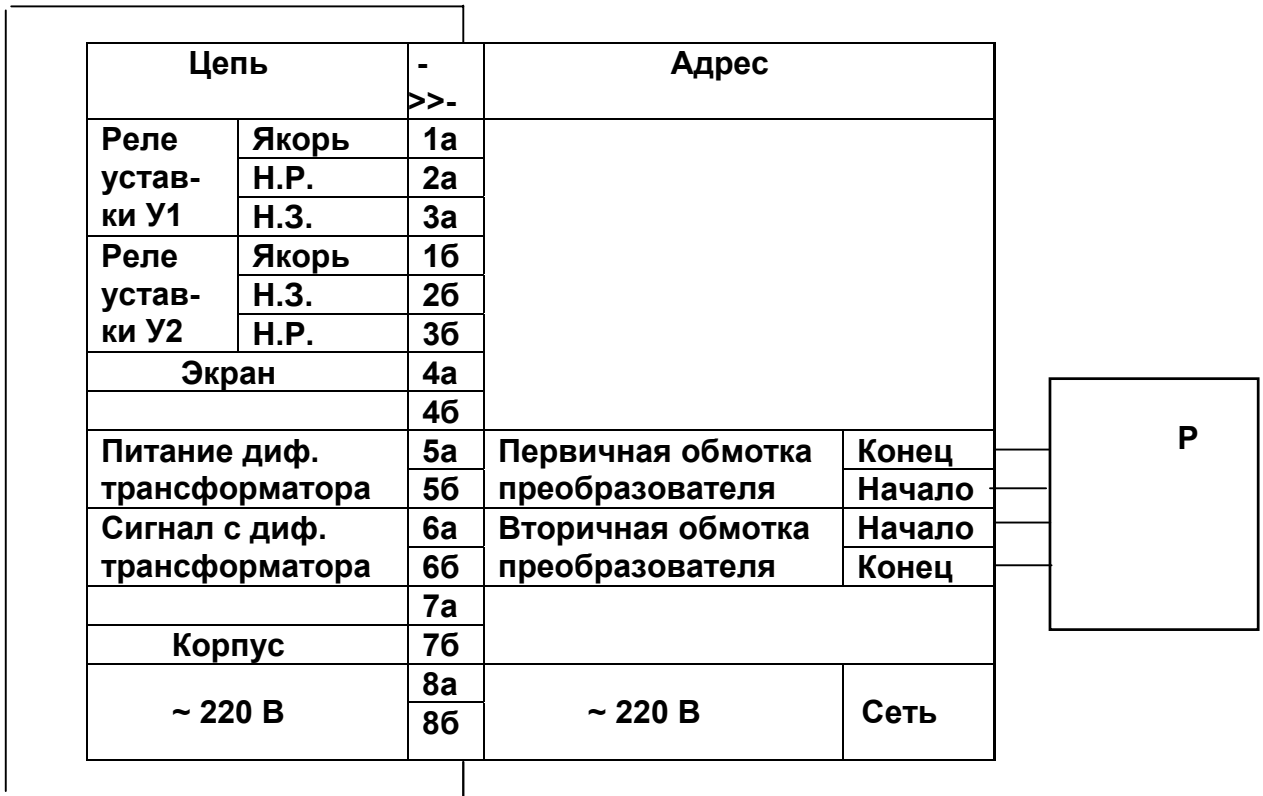 Цепь - Адрес
>>-
Реле Якорь 1а
устав- Н.Р. 2а
ки У1 Н.З. 3а
Реле Якорь 1б
устав- Н.З. 2б
ки У2 Н.Р. 3б
Экран 4а
4б
Питание диф. 5а Первичная обмотка Конец Р
трансформатора 5б преобразователя Начало
Сигнал с диф. 6а Вторичная обмотка Начало
трансформатора 6б преобразователя Конец
7а
Корпус 7б
8а
~ 220 В ~ 220 В Сеть
8б